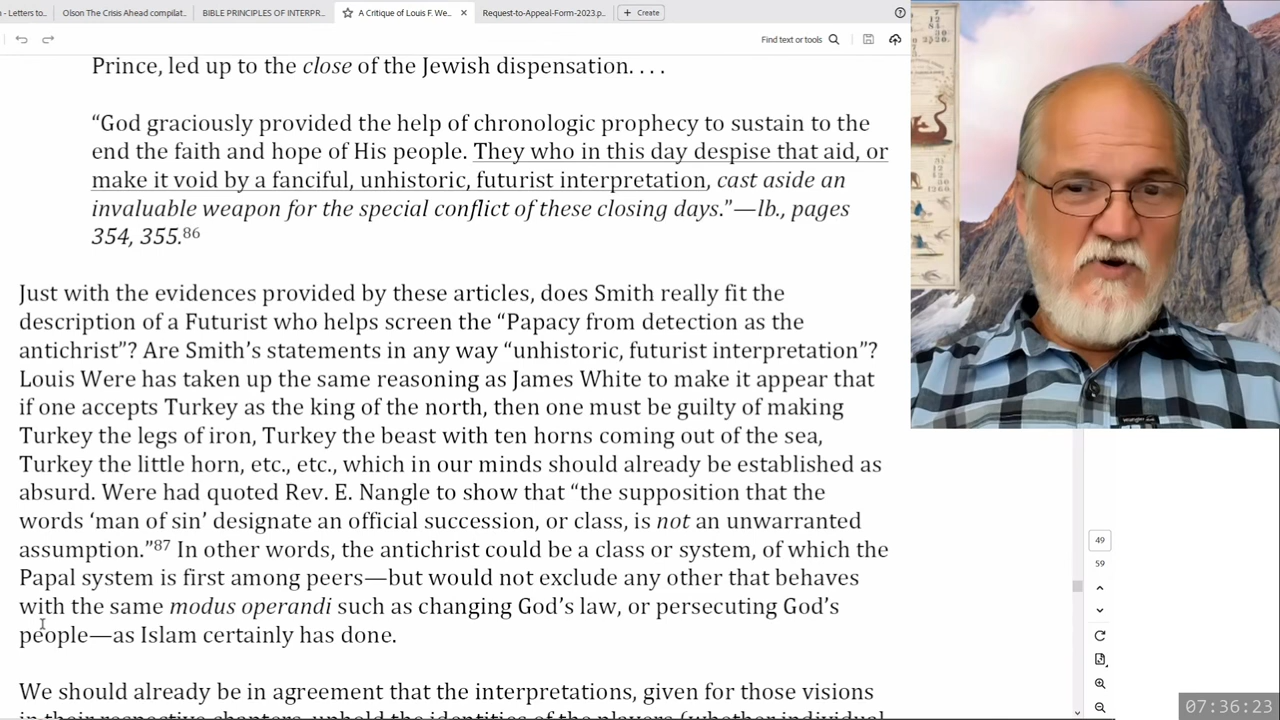 n - Letters to...
Olson The Crisis Ahead compilat...
BIBLE PRINCIPLES OF INTERPR...
A Critique of Louis F. We...
Request-to-Appeal-Form-2023.p...
Create
Find text or tools
Prince, led up to the close of the Jewish dispensation. . . .
“God graciously provided the help of chronologic prophecy to sustain to the
end the faith and hope of His people. They who in this day despise that aid, or
make it void by a fanciful, unhistoric, futurist interpretation, cast aside an
invaluable weapon for the special conflict of these closing days.”—lb., pages
354, 355.86
Just with the evidences provided by these articles, does Smith really fit the
description of a Futurist who helps screen the “Papacy from detection as the
antichrist”? Are Smith’s statements in any way “unhistoric, futurist interpretation”?
Louis Were has taken up the same reasoning as James White to make it appear that
if one accepts Turkey as the king of the north, then one must be guilty of making
Turkey the legs of iron, Turkey the beast with ten horns coming out of the sea,
Turkey the little horn, etc., etc., which in our minds should already be established as
absurd. Were had quoted Rev. E. Nangle to show that “the supposition that the
words ‘man of sin’ designate an official succession, or class, is not an unwarranted
assumption.”87 In other words, the antichrist could be a class or system, of which the
Papal system is first among peers—but would not exclude any other that behaves
with the same modus operandi such as changing God’s law, or persecuting God’s
people—as Islam certainly has done.
We should already be in agreement that the interpretations, given for those visions
in their respective chapters, uphold the identities of the players (whether individual
49
59
07:36:23